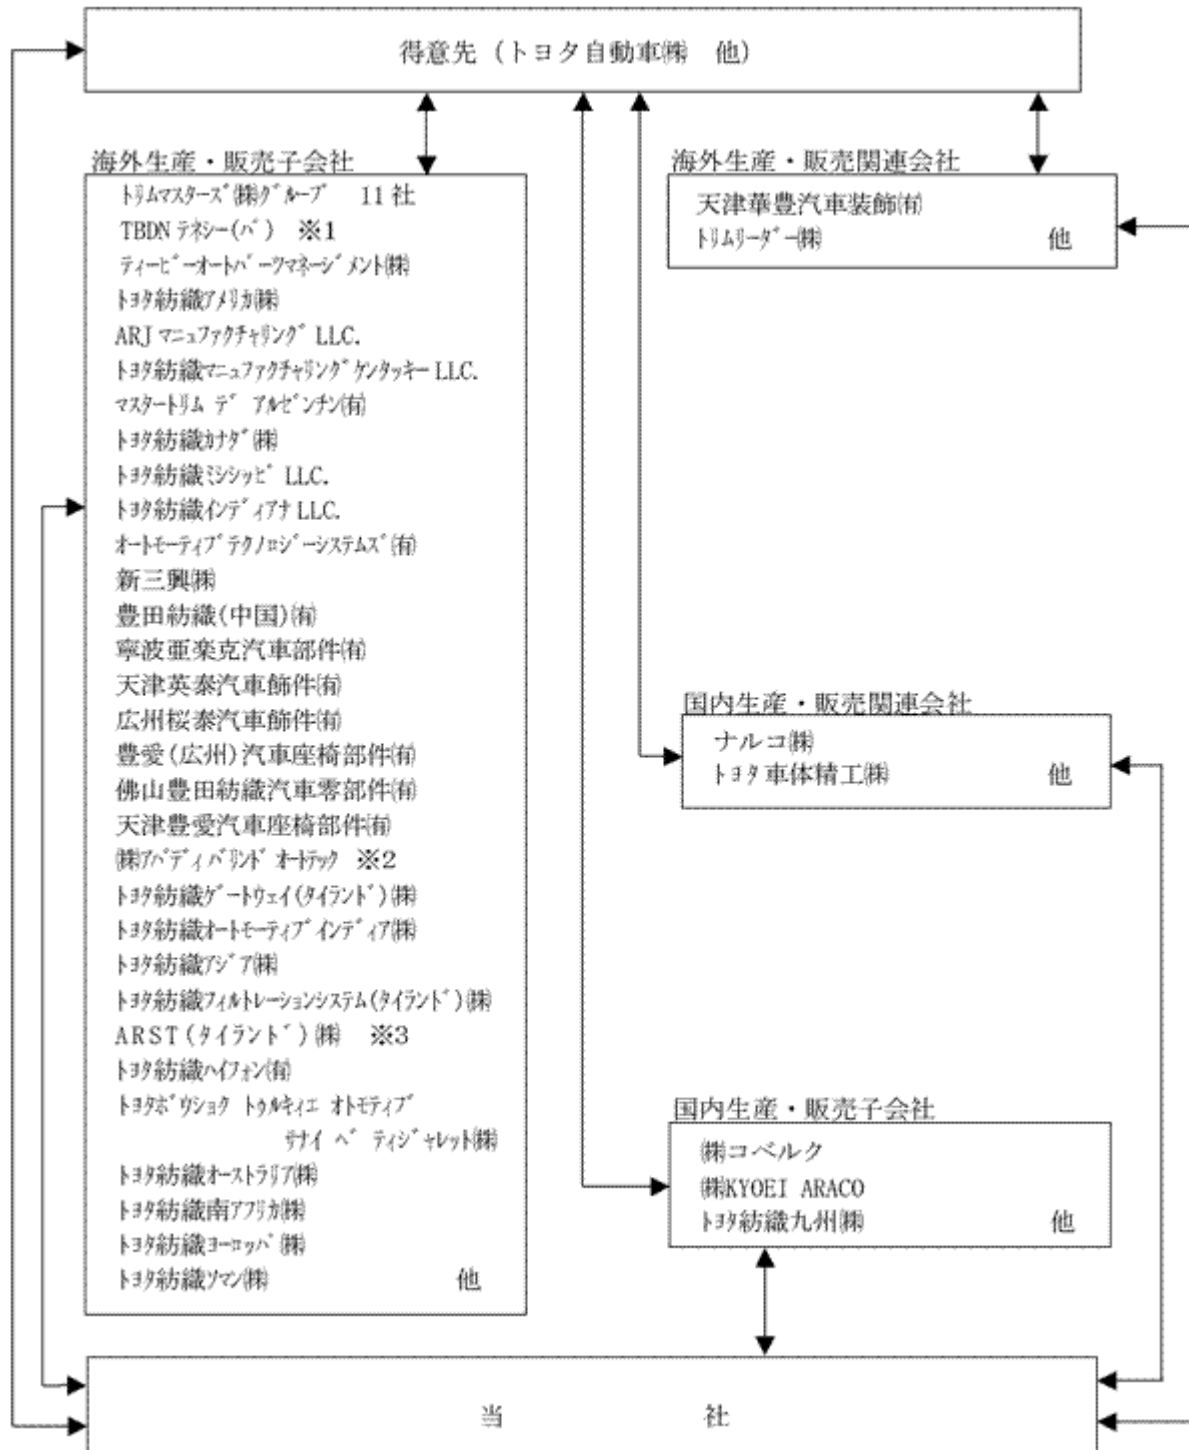 得意先（トヨタ自動車㈱　他）
海外生産・販売子会社
ﾄﾘﾑﾏｽﾀｰｽﾞ㈱ｸﾞﾙｰﾌﾟ　11社
TBDNﾃﾈｼｰ(ﾊﾟ)　※1
ﾃｨｰﾋﾞｰｵｰﾄﾊﾟｰﾂﾏﾈｰｼﾞﾒﾝﾄ㈱
ﾄﾖﾀ紡織ｱﾒﾘｶ㈱
ARJﾏﾆｭﾌｧｸﾁｬﾘﾝｸﾞLLC.
ﾄﾖﾀ紡織ﾏﾆｭﾌｧｸﾁｬﾘﾝｸﾞｹﾝﾀｯｷｰLLC.
ﾏｽﾀｰﾄﾘﾑ ﾃﾞ ｱﾙｾﾞﾝﾁﾝ㈲
ﾄﾖﾀ紡織ｶﾅﾀﾞ㈱
ﾄﾖﾀ紡織ﾐｼｼｯﾋﾟLLC.
ﾄﾖﾀ紡織ｲﾝﾃﾞｨｱﾅLLC.
ｵｰﾄﾓｰﾃｨﾌﾞﾃｸﾉﾛｼﾞｰｼｽﾃﾑｽﾞ㈲
新三興㈱
豊田紡織(中国)㈲
寧波亜楽克汽車部件㈲
天津英泰汽車飾件㈲
広州桜泰汽車飾件㈲
豊愛(広州)汽車座椅部件㈲
佛山豊田紡織汽車零部件㈲
天津豊愛汽車座椅部件㈲
㈱ｱﾊﾞﾃﾞｨﾊﾞﾘﾝﾄﾞｵｰﾄﾃｯｸ　※2
ﾄﾖﾀ紡織ｹﾞｰﾄｳｪｲ(ﾀｲﾗﾝﾄﾞ)㈱
ﾄﾖﾀ紡織ｵｰﾄﾓｰﾃｨﾌﾞｲﾝﾃﾞｨｱ㈱
ﾄﾖﾀ紡織ｱｼﾞｱ㈱
ﾄﾖﾀ紡織ﾌｨﾙﾄﾚｰｼｮﾝｼｽﾃﾑ(ﾀｲﾗﾝﾄﾞ)㈱
ARST(ﾀｲﾗﾝﾄﾞ)㈱　※3
ﾄﾖﾀ紡織ﾊｲﾌｫﾝ㈲
ﾄﾖﾀﾎﾞｳｼｮｸ ﾄｩﾙｷｨｴ ｵﾄﾓﾃｨﾌﾞ
ｻﾅｲ ﾍﾞ ﾃｨｼﾞｬﾚｯﾄ㈱
ﾄﾖﾀ紡織ｵｰｽﾄﾗﾘｱ㈱
ﾄﾖﾀ紡織南ｱﾌﾘｶ㈱
ﾄﾖﾀ紡織ﾖｰﾛｯﾊﾟ㈱
ﾄﾖﾀ紡織ｿﾏﾝ㈱　他
海外生産・販売関連会社
天津華豊汽車装飾㈲
ﾄﾘﾑﾘｰﾀﾞｰ㈱　他
国内生産・販売関連会社
ナルコ㈱
ﾄﾖﾀ車体精工㈱　他
国内生産・販売子会社
㈱コベルク
㈱KYOEI ARACO
ﾄﾖﾀ紡織九州㈱　他
当　社